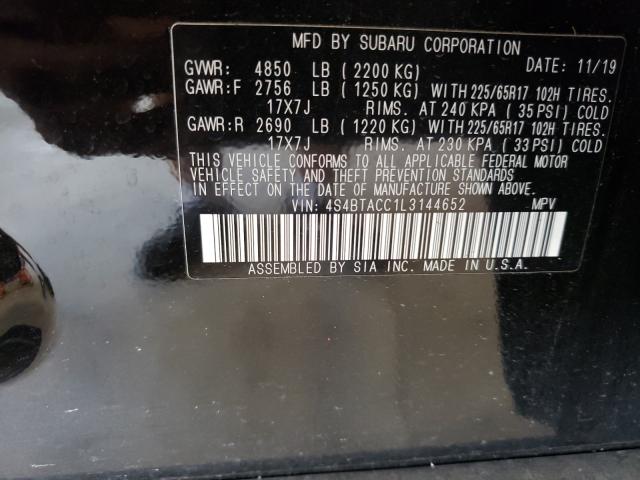 MFD BY SUBARU CORPORATION
GVWR: 4850 LB (2200 KG) DATE: 11/19
GAWR:F 2756 LB (1250 KG) WITH 225/65R17 102H TIRES.
17X7J RIMS. AT 240 KPA (35 PSI) COLD
GAWR:R 2690 LB (1220 KG) WITH 225/65R17 102H TIRES.
17X7J RIMS. AT 230 KPA (33 PSI) COLD
THIS VEHICLE CONFORMS TO ALL APPLICABLE FEDERAL MOTOR
VEHICLE SAFETY AND THEFT PREVENTION STANDARDS
IN EFFECT ON THE DATE OF MANUFACTURE SHOWN ABOVE.
VIN: 4S4BTACC1L3144652 MPV
ASSEMBLED BY SIA INC. MADE IN U.S.A.